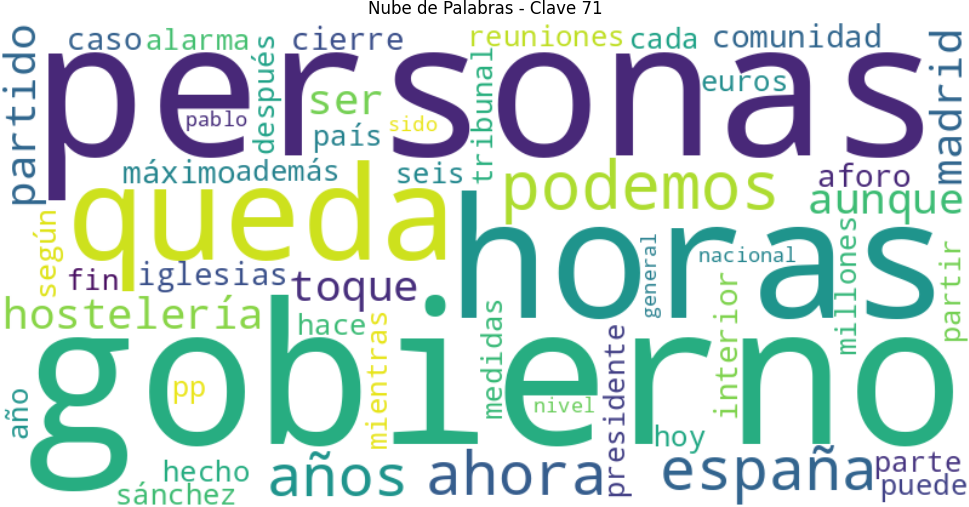 Nube de Palabras - Clave 71
partido
caso
alarma
después
cierre
reuniones
cada
comunidad
madrid
personas
pablo
ser
país
sido
tribunal
euros
máximo
además
seis
podemos
aforo
aunque
queda
horas
según
fin
iglesias
toque
general
nacional
millones
partir
hostelería
hace
mientras
medidas
presidente
interior
gobierno
pp
año
nivel
hoy
hecho
sánchez
años
ahora
españa
parte
puede